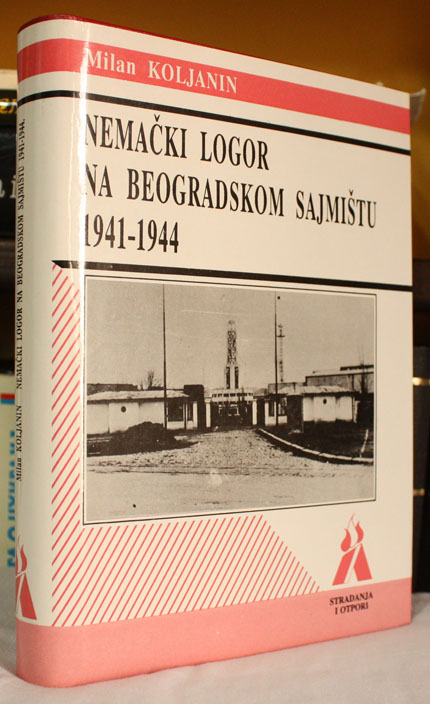 Milan KOLJANIN
NEMAČKI LOGOR
NA BEOGRADSKOM SAJMIŠTU
1941-1944
STRADANJA
I OTPORI
Milan KOLJANIN NEMAČKI LOGOR NA BEOGRADSKOM SAJMIŠTU 1941-1944.